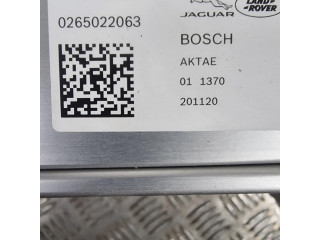 JAGUAR
LAND
ROVER
0265022063
BOSCH
AKTAE
01 1370
201120